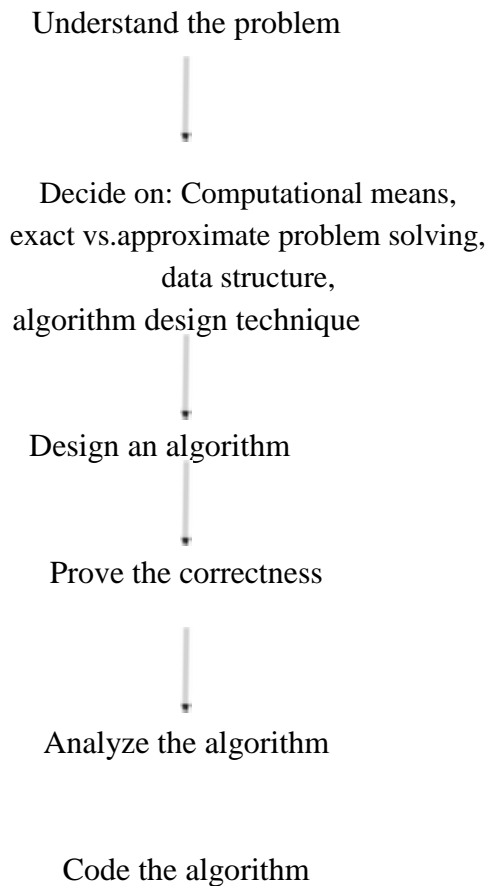 Understand the problem
Decide on: Computational means,
exact vs.approximate problem solving,
data structure,
algorithm design technique
Design an algorithm
Prove the correctness
Analyze the algorithm
Code the algorithm